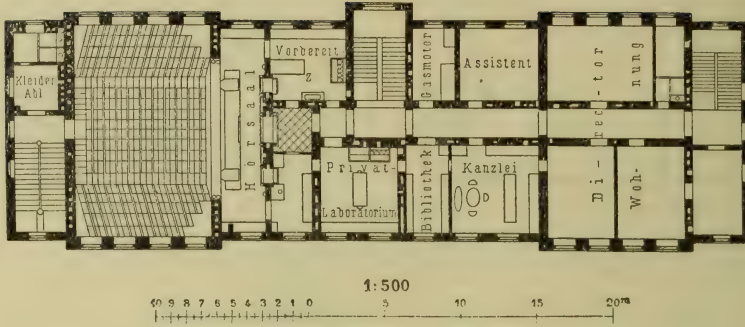 Kleider
Abl
Hörsaal
Vorbereit
Z
Gasmotor
Assistent
Privat-
Laboratorium
Bibliothek
Kanzlei
Di-
rec-tor
Woh-
nung
1:500
10 9 8 7 6 5 4 3 2 1 0 5 10 15 20m